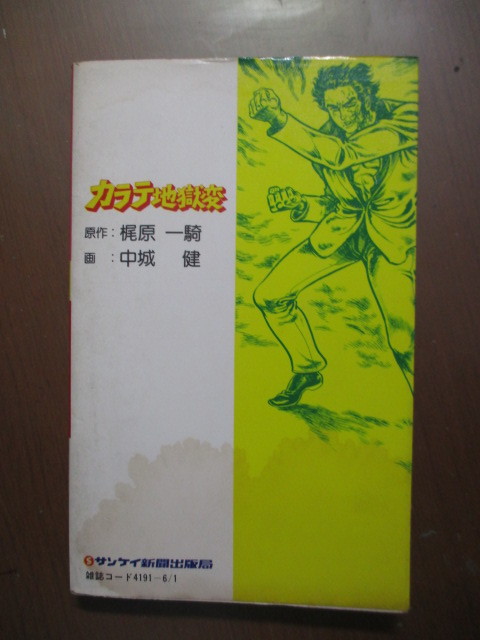 カラテ地獄変
原作:梶原 一騎
画 :中城 健
Sサンケイ新聞出版局
雑誌コード4191-6/1